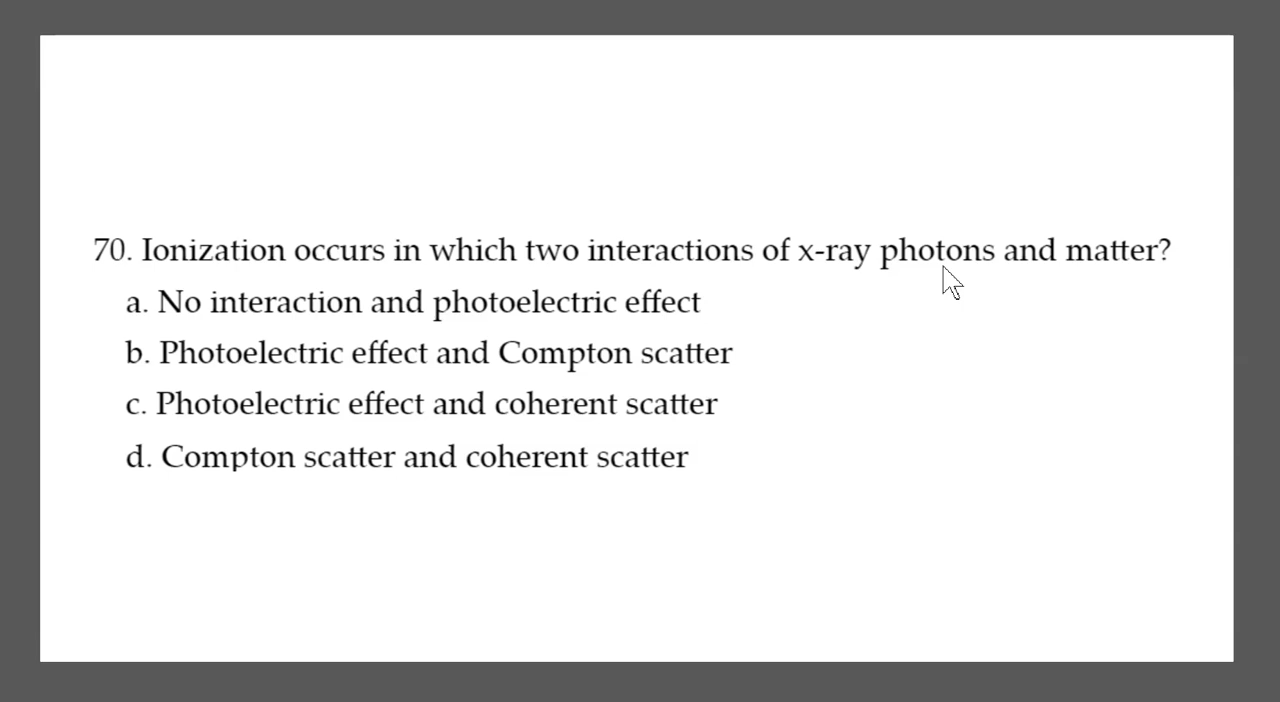 70. Ionization occurs in which two interactions of x-ray photons and matter?
a. No interaction and photoelectric effect
b. Photoelectric effect and Compton scatter
c. Photoelectric effect and coherent scatter
d. Compton scatter and coherent scatter